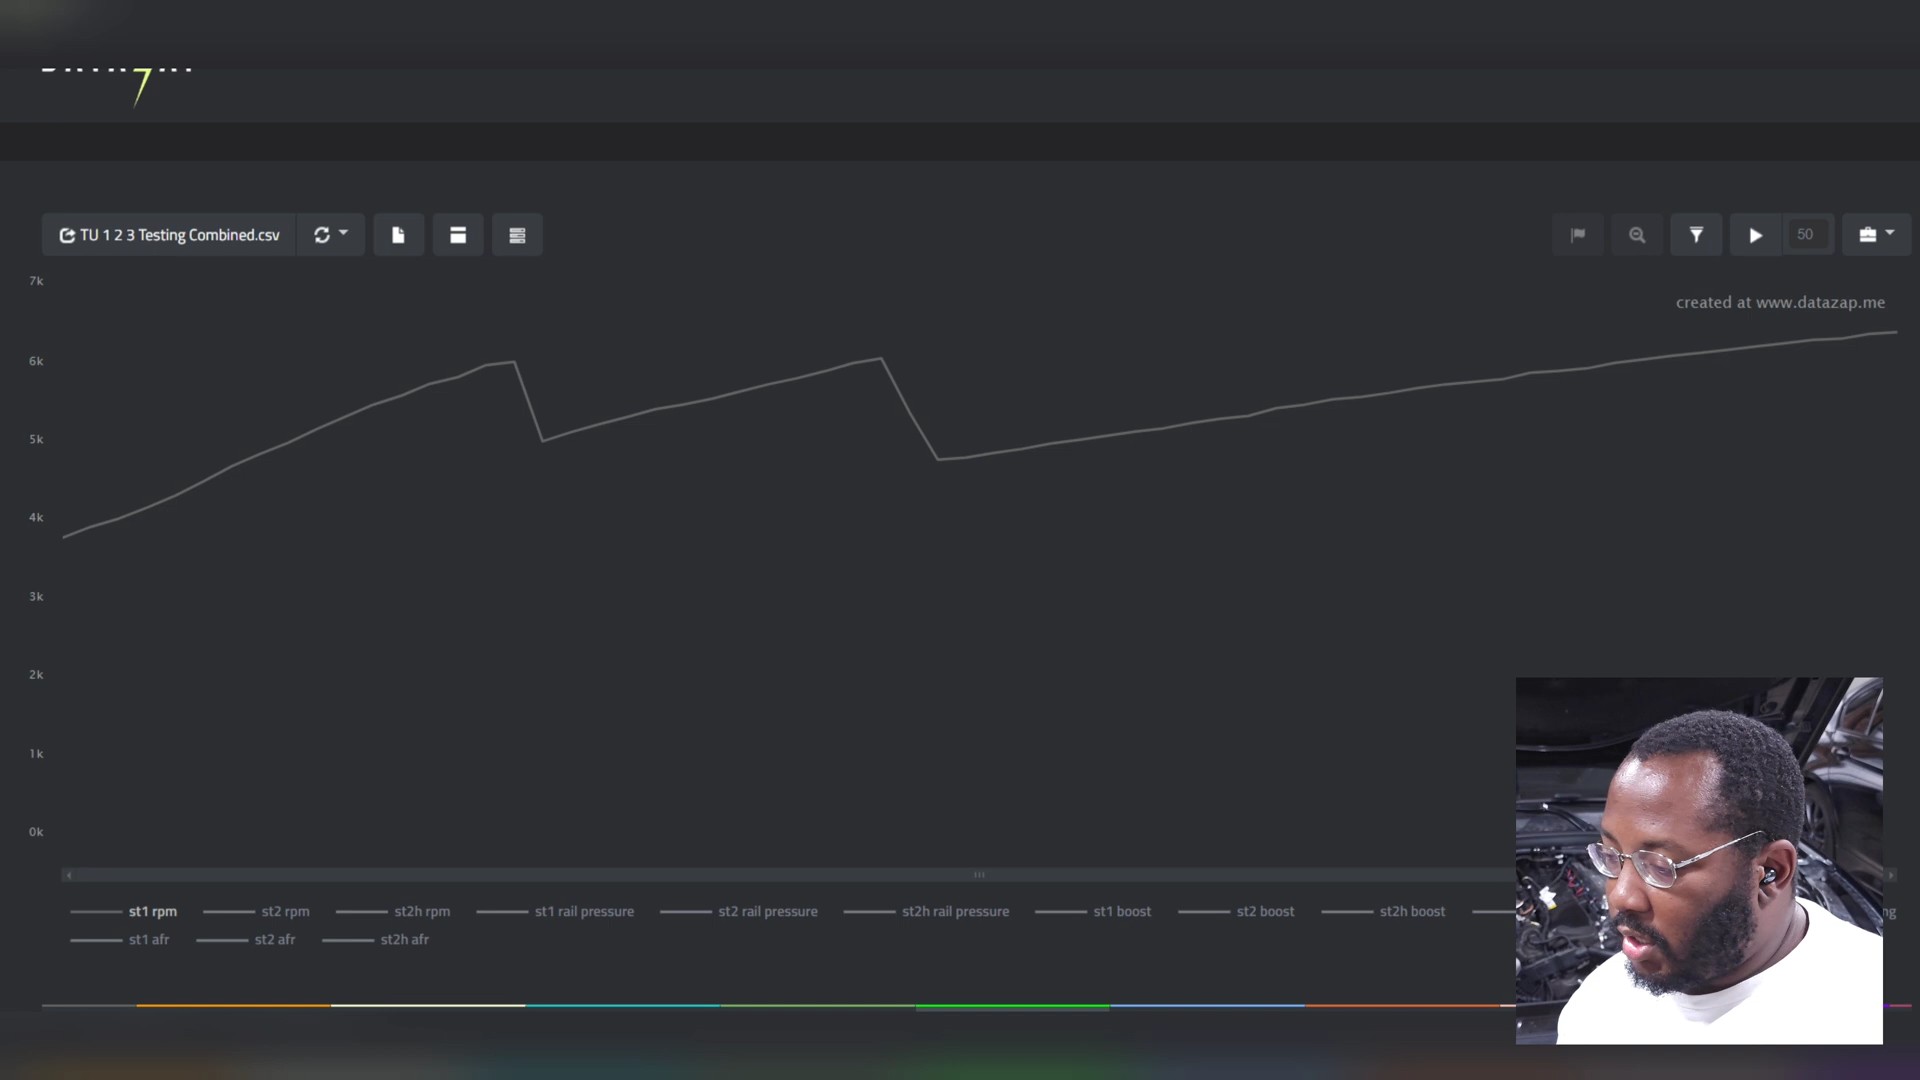 TU 1 2 3 Testing Combined.csv
50
7k
created at www.datazap.me
6k
5k
4k
3k
2k
1k
0k
st1 rpm st2 rpm st2h rpm st1 rail pressure st2 rail pressure st2h rail pressure st1 boost st2 boost st2h boost
st1 afr st2 afr st2h afr